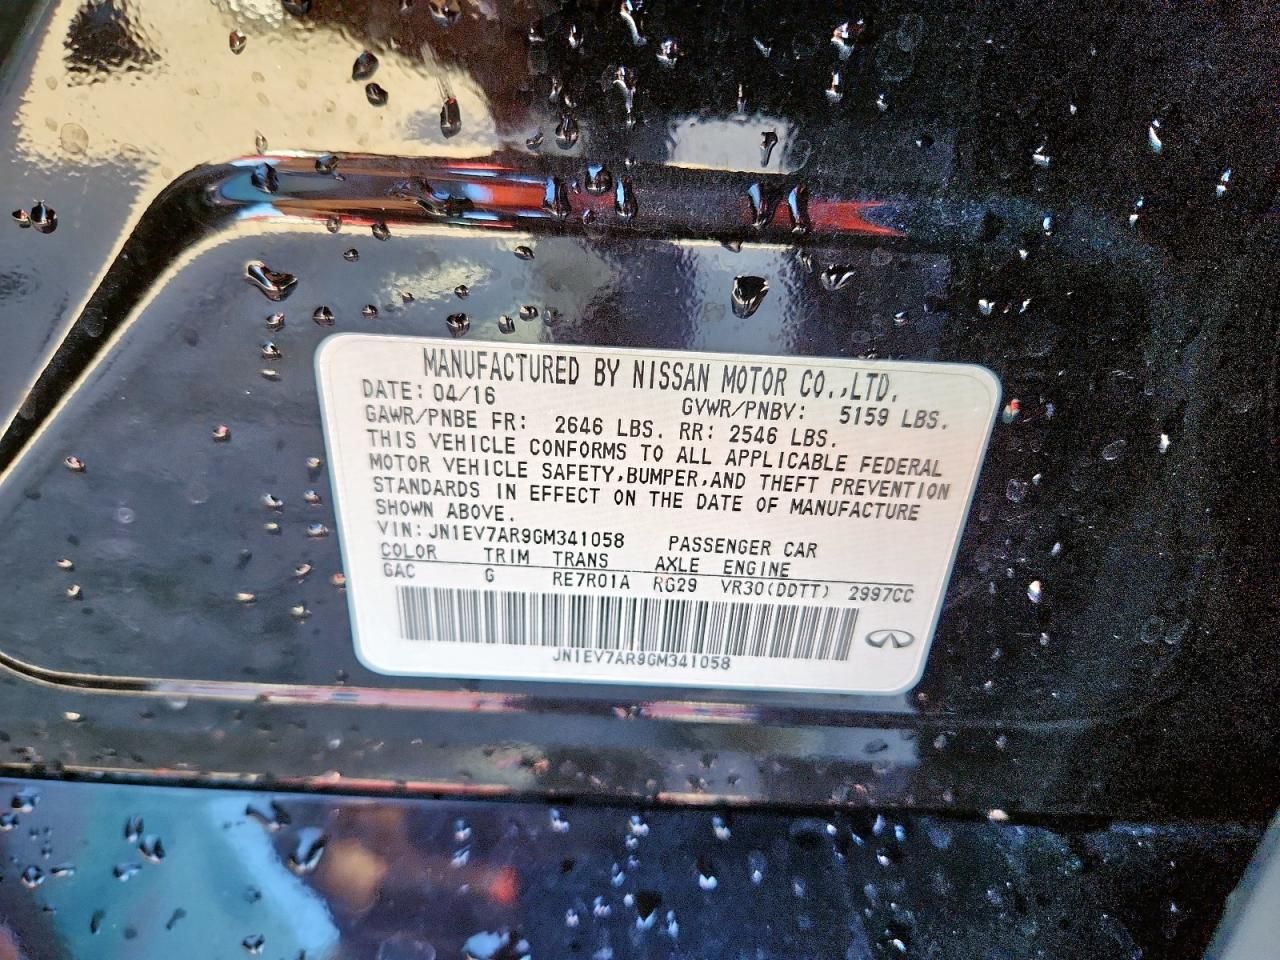 MANUFACTURED BY NISSAN MOTOR CO.,LTD.
DATE: 04/16 GVWR/PNBV: 5159 LBS.
GAWR/PNBE FR: 2646 LBS. RR: 2546 LBS.
THIS VEHICLE CONFORMS TO ALL APPLICABLE FEDERAL
MOTOR VEHICLE SAFETY,BUMPER,AND THEFT PREVENTION
STANDARDS IN EFFECT ON THE DATE OF MANUFACTURE
SHOWN ABOVE.
VIN: JN1EV7AR9GM341058 PASSENGER CAR
COLOR TRIM TRANS AXLE ENGINE
GAC G RE7R01A RG29 VR30(DDTT) 2997CC
JN1EV7AR9GM341058